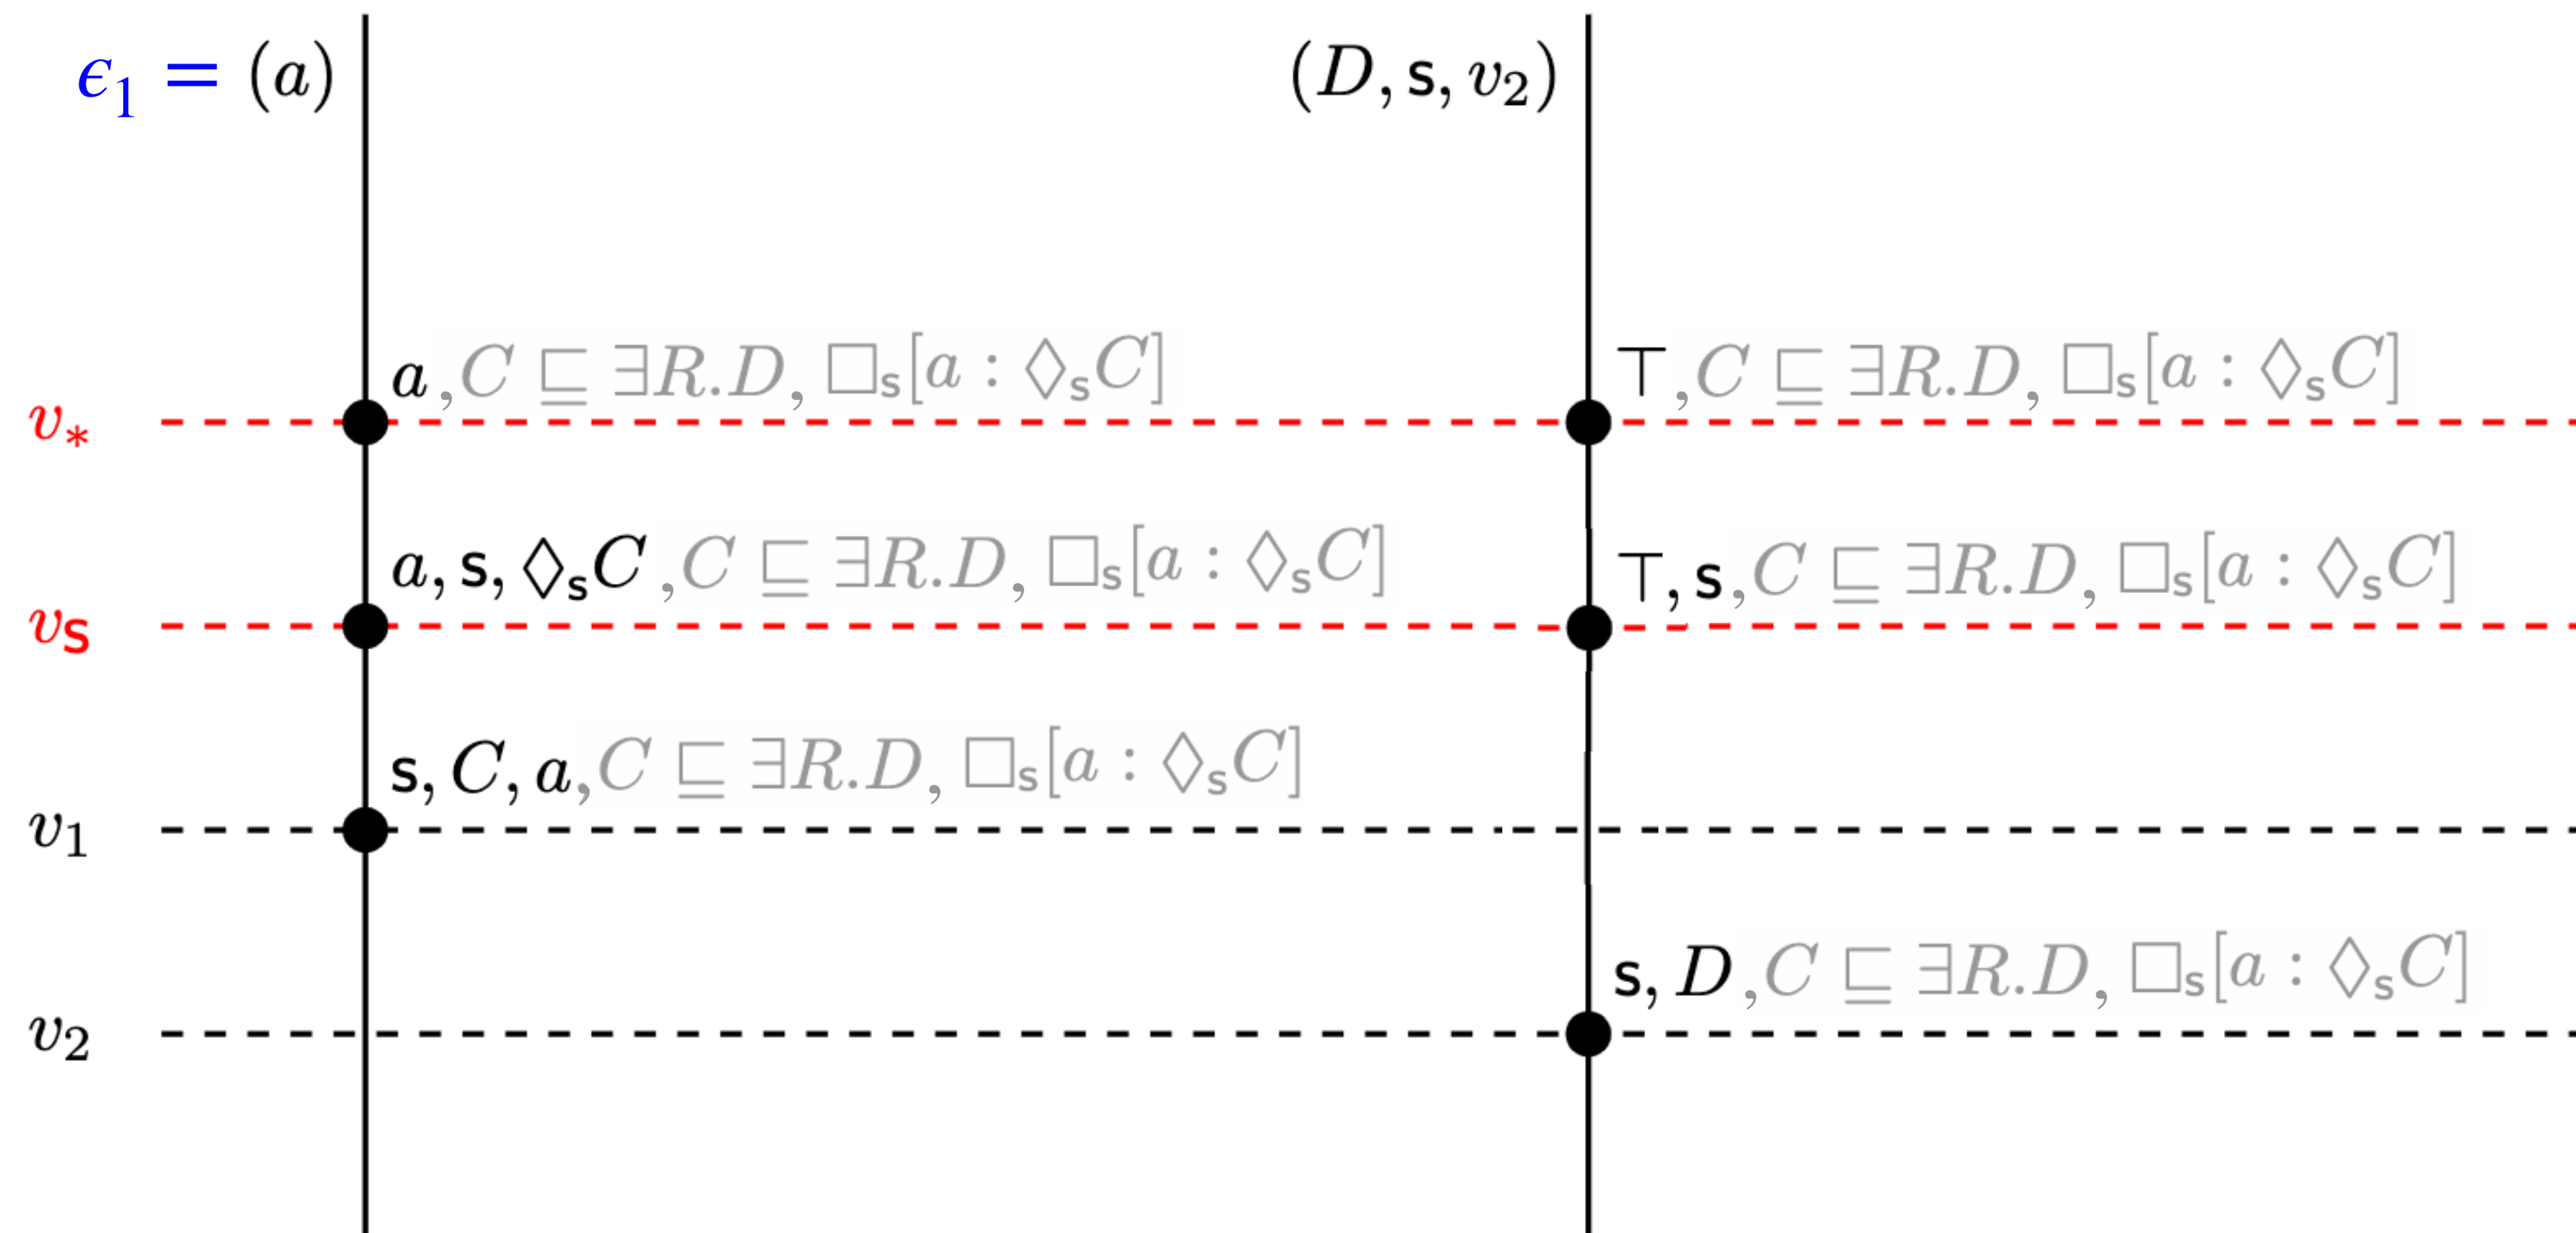 ϵ₁ = (a) (D, s, v₂)
a, C ⊑ ∃R.D, □ₛ[a : ◇ₛC] ⊤, C ⊑ ∃R.D, □ₛ[a : ◇ₛC]
v∗
a, s, ◇ₛC, C ⊑ ∃R.D, □ₛ[a : ◇ₛC] ⊤, s, C ⊑ ∃R.D, □ₛ[a : ◇ₛC]
vₛ
s, C, a, C ⊑ ∃R.D, □ₛ[a : ◇ₛC]
v₁
s, D, C ⊑ ∃R.D, □ₛ[a : ◇ₛC]
v₂